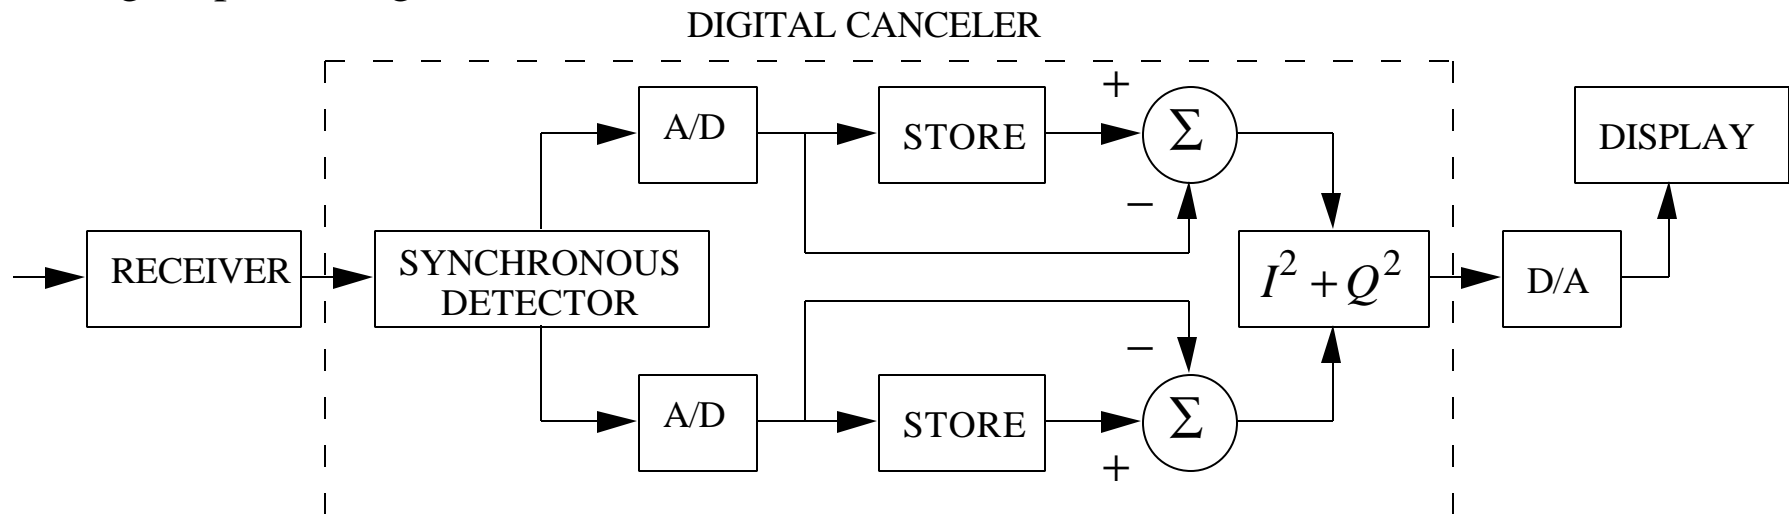 DIGITAL CANCELER
A/D
STORE
+
Σ
−
DISPLAY
RECEIVER
SYNCHRONOUS
DETECTOR
I² + Q²
D/A
A/D
STORE
−
Σ
+